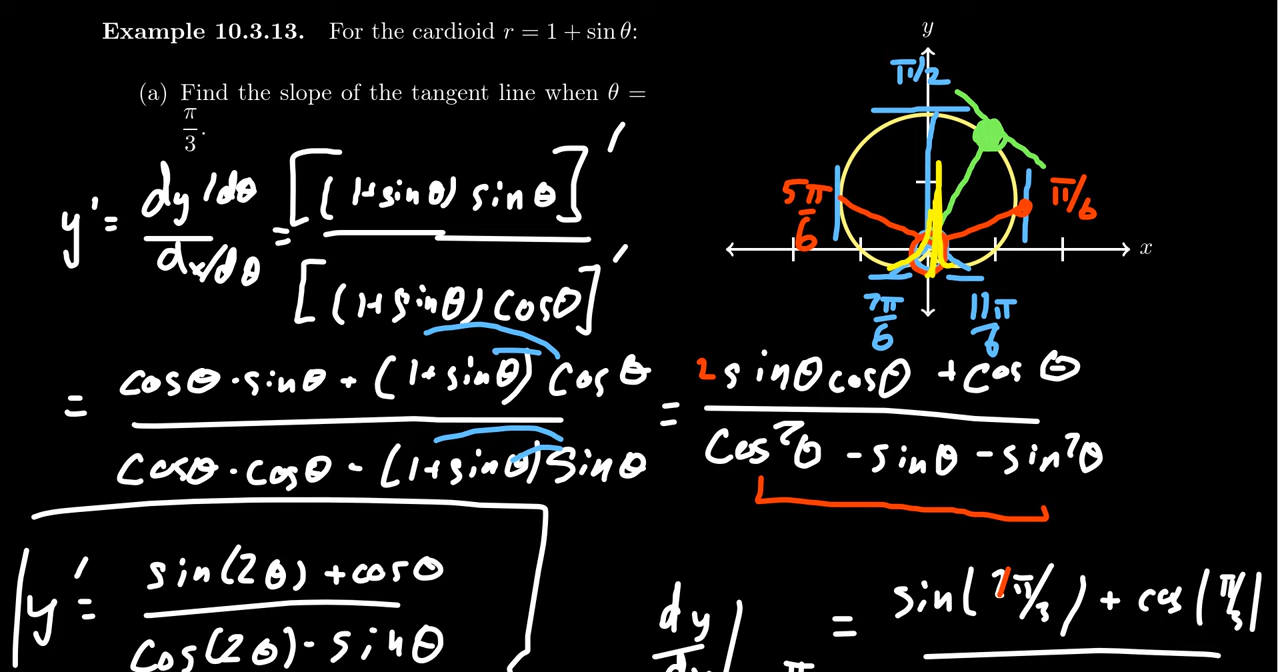 Example 10.3.13. For the cardioid r = 1 + sin θ:
(a) Find the slope of the tangent line when θ =
π/3.
y' = (dy/dθ)/(dx/dθ) = [(1+sin θ) sin θ]' / [(1+sin θ) cos θ]'
= (cos θ · sin θ + (1+sin θ) cos θ) / (cos θ · cos θ - (1+sin θ) sin θ) = (2 sin θ cos θ + cos θ) / (cos²θ - sin θ - sin²θ)
y' = (sin(2θ) + cos θ) / (cos(2θ) - sin θ)
dy/dx | π = sin(2π/3) + cos(π/3)
y
π/2
5π/6
π/6
x
7π/6
11π/6